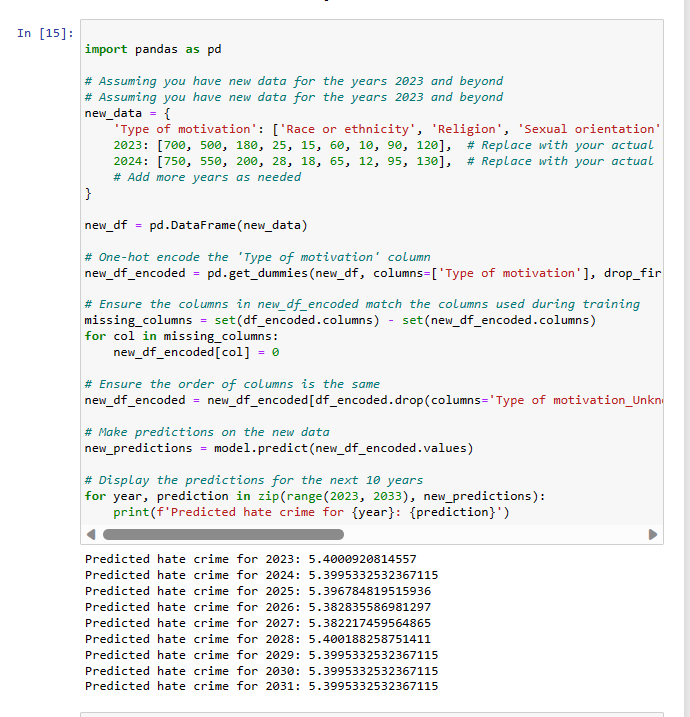 In [15]:
import pandas as pd
# Assuming you have new data for the years 2023 and beyond
# Assuming you have new data for the years 2023 and beyond
new_data = {
    'Type of motivation': ['Race or ethnicity', 'Religion', 'Sexual orientation'
    2023: [700, 500, 180, 25, 15, 60, 10, 90, 120],  # Replace with your actual
    2024: [750, 550, 200, 28, 18, 65, 12, 95, 130],  # Replace with your actual
    # Add more years as needed
}
new_df = pd.DataFrame(new_data)
# One-hot encode the 'Type of motivation' column
new_df_encoded = pd.get_dummies(new_df, columns=['Type of motivation'], drop_fir
# Ensure the columns in new_df_encoded match the columns used during training
missing_columns = set(df_encoded.columns) - set(new_df_encoded.columns)
for col in missing_columns:
    new_df_encoded[col] = 0
# Ensure the order of columns is the same
new_df_encoded = new_df_encoded[df_encoded.drop(columns='Type of motivation_Unkn
# Make predictions on the new data
new_predictions = model.predict(new_df_encoded.values)
# Display the predictions for the next 10 years
for year, prediction in zip(range(2023, 2033), new_predictions):
    print(f'Predicted hate crime for {year}: {prediction}')
Predicted hate crime for 2023: 5.4000920814557
Predicted hate crime for 2024: 5.3995332532367115
Predicted hate crime for 2025: 5.396784819515936
Predicted hate crime for 2026: 5.382835586981297
Predicted hate crime for 2027: 5.382217459564865
Predicted hate crime for 2028: 5.400188258751411
Predicted hate crime for 2029: 5.3995332532367115
Predicted hate crime for 2030: 5.3995332532367115
Predicted hate crime for 2031: 5.3995332532367115